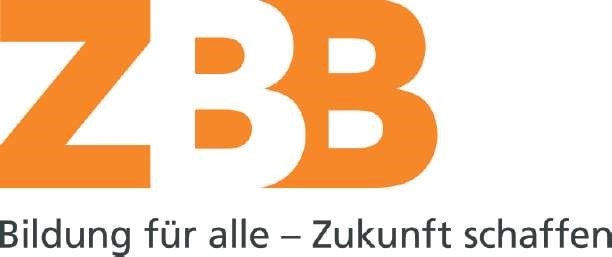 ZBB
Bildung für alle – Zukunft schaffen